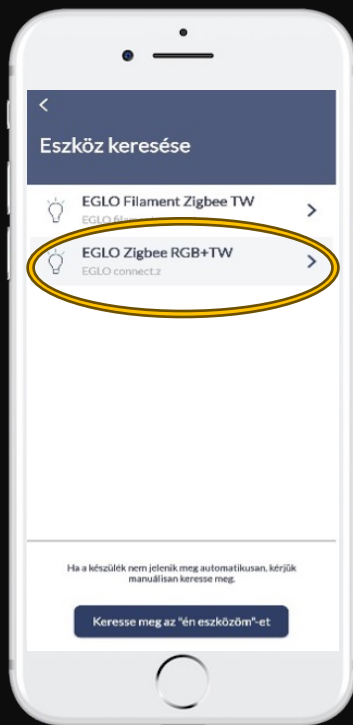 Eszköz keresése
EGLO Filament Zigbee TW
EGLO
EGLO Zigbee RGB+TW
EGLO connect.z
Ha a készülék nem jelenik meg automatikusan, kérjük
manuálisan keresse meg.
Keresse meg az "én eszközöm"-et